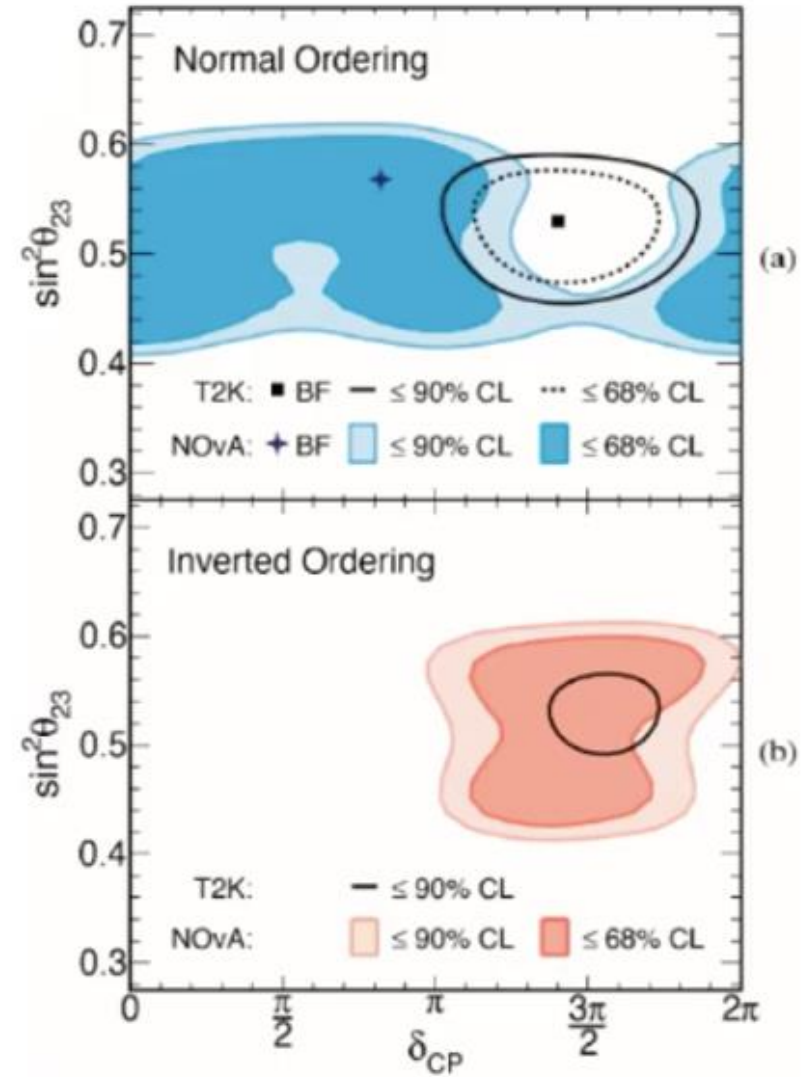 0.7
Normal Ordering
0.6
sin²θ₂₃
0.5
(a)
0.4
T2K: BF ≤ 90% CL ≤ 68% CL
NOvA: BF ≤ 90% CL ≤ 68% CL
0.3
0.7
Inverted Ordering
0.6
sin²θ₂₃
0.5
(b)
0.4
T2K: ≤ 90% CL
NOvA: ≤ 90% CL ≤ 68% CL
0.3
0 π/2 π 3π/2 2π
δCP